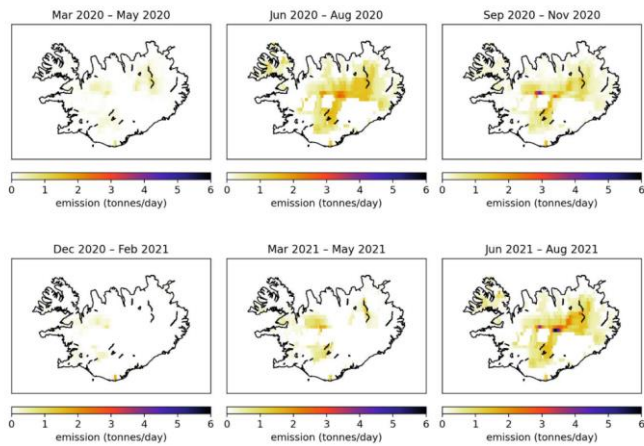 Mar 2020 – May 2020
Jun 2020 – Aug 2020
Sep 2020 – Nov 2020
0 1 2 3 4 5 6
0 1 2 3 4 5 6
0 1 2 3 4 5 6
emission (tonnes/day)
emission (tonnes/day)
emission (tonnes/day)
Dec 2020 – Feb 2021
Mar 2021 – May 2021
Jun 2021 – Aug 2021
0 1 2 3 4 5 6
0 1 2 3 4 5 6
0 1 2 3 4 5 6
emission (tonnes/day)
emission (tonnes/day)
emission (tonnes/day)